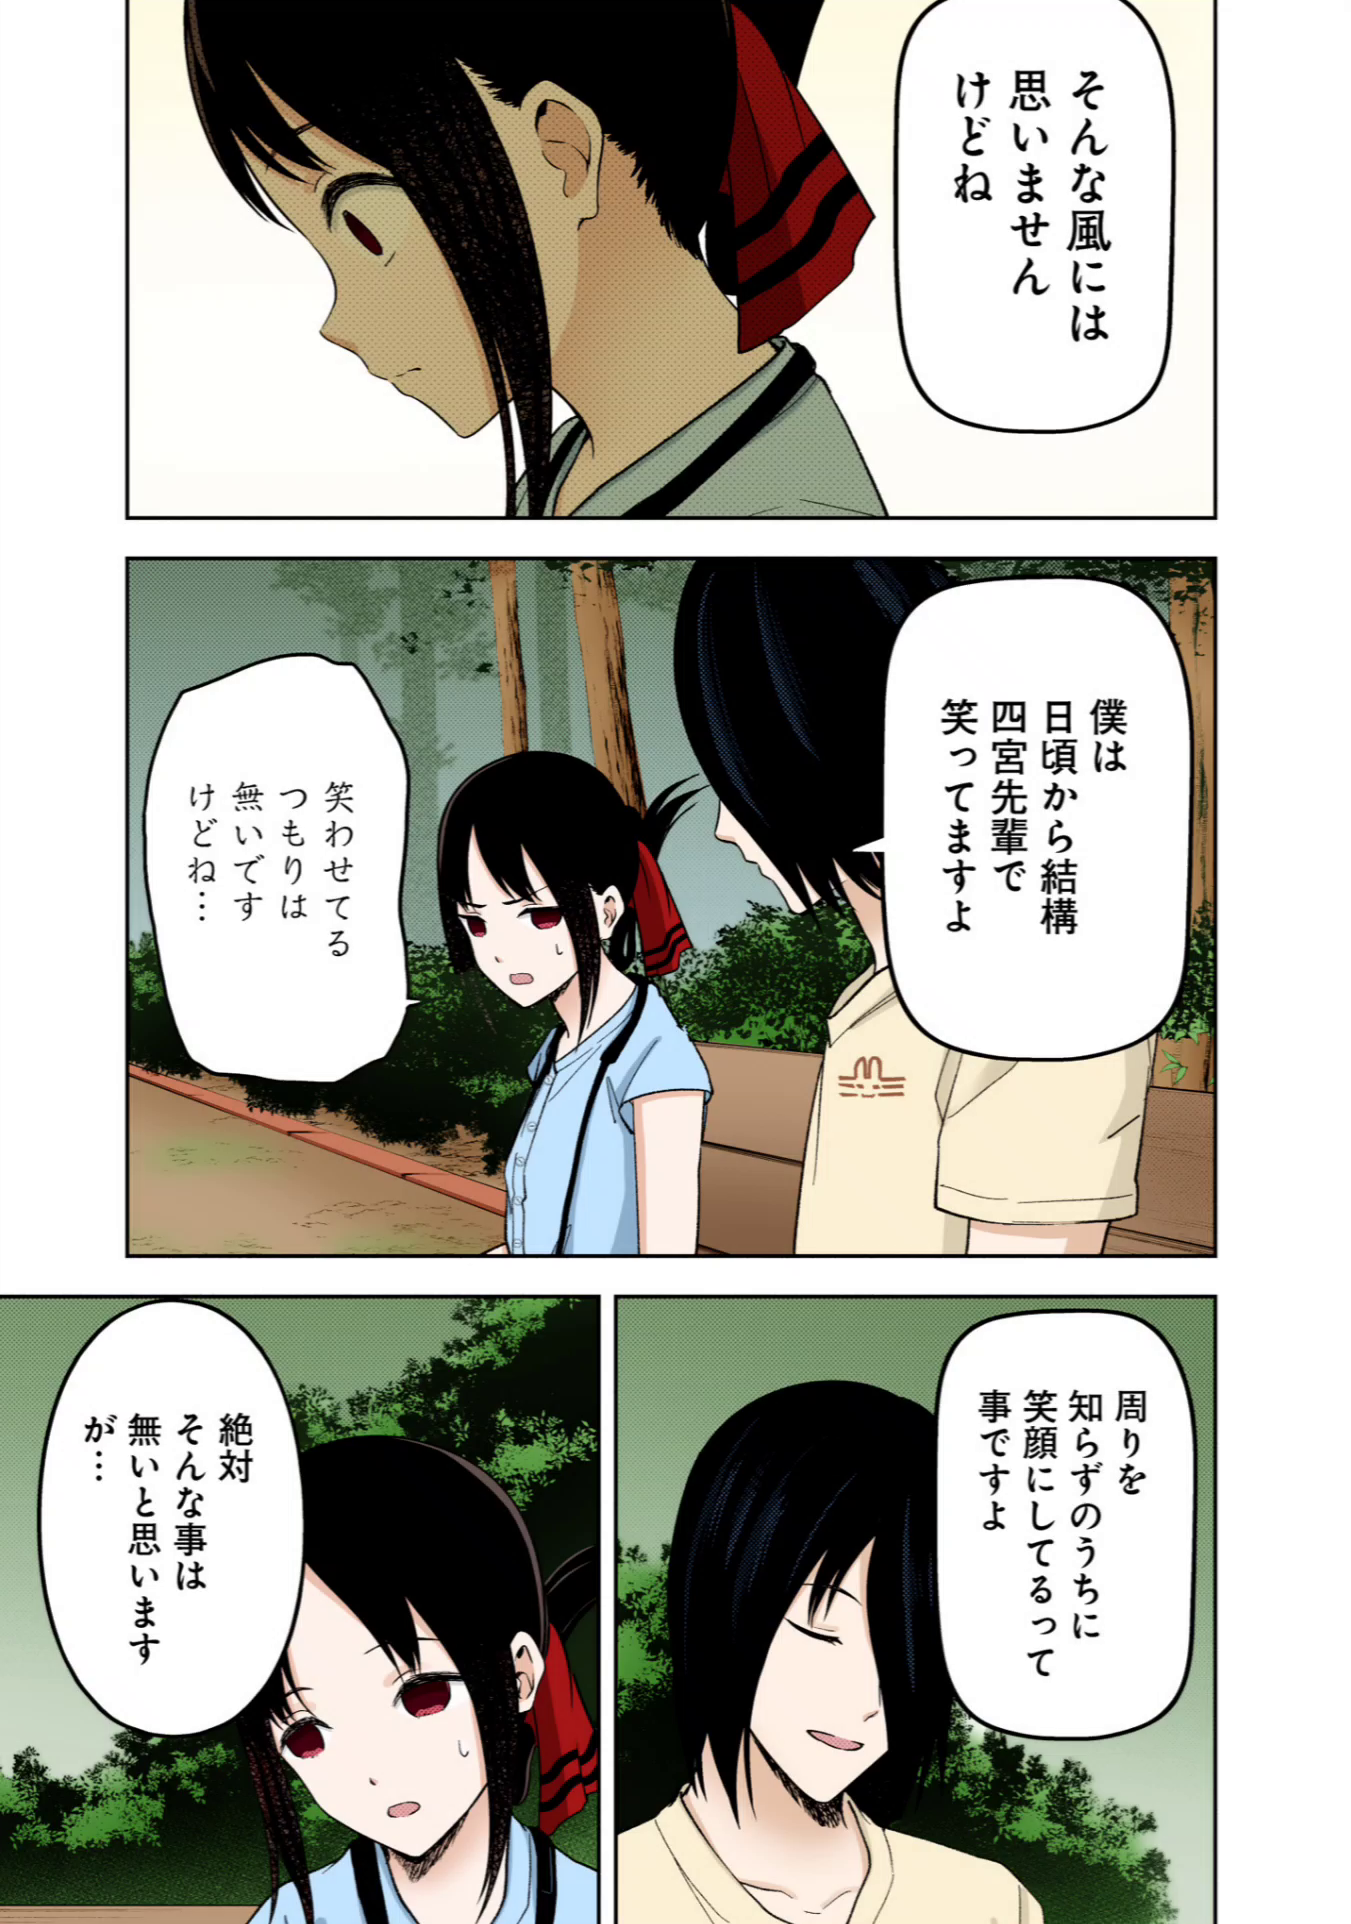 そんな風には
思いません
けどね
僕は
日頃から結構
四宮先輩で
笑ってますよ
笑わせてる
つもりは
無いです
けどね…
周りを
知らずのうちに
笑顔にしてるって
事ですよ
絶対
そんな事は
無いと思います
が…